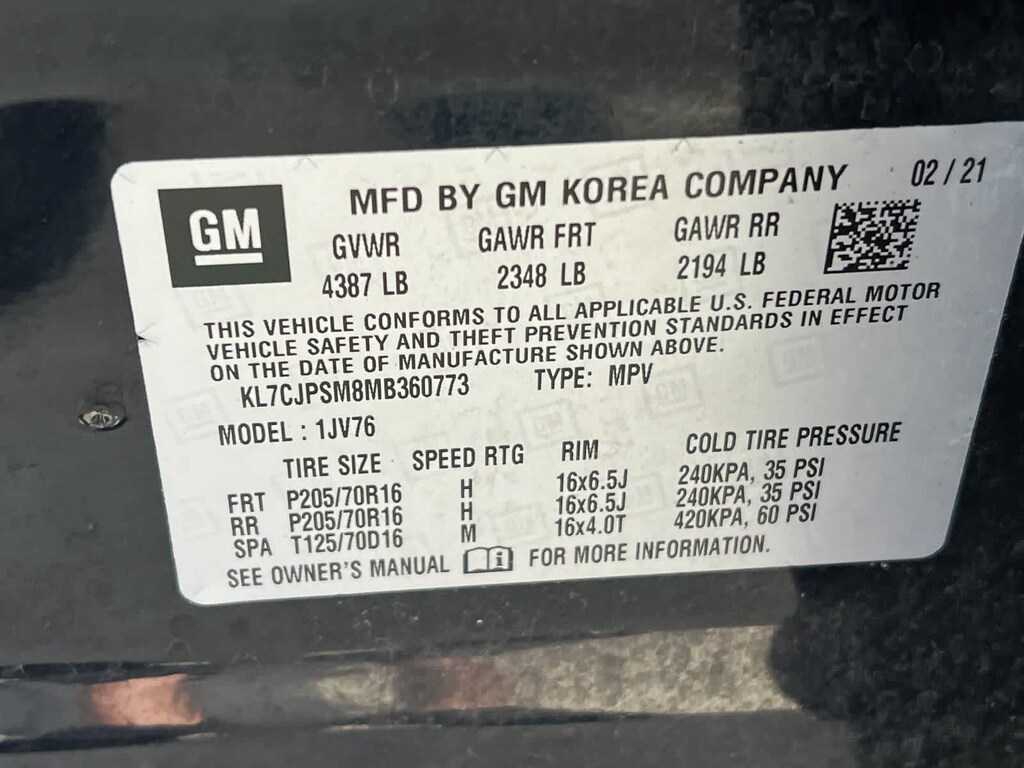 GM
MFD BY GM KOREA COMPANY 02 / 21
GVWR GAWR FRT GAWR RR
4387 LB 2348 LB 2194 LB
THIS VEHICLE CONFORMS TO ALL APPLICABLE U.S. FEDERAL MOTOR
VEHICLE SAFETY AND THEFT PREVENTION STANDARDS IN EFFECT
ON THE DATE OF MANUFACTURE SHOWN ABOVE.
KL7CJPSM8MB360773 TYPE: MPV
MODEL : 1JV76
TIRE SIZE SPEED RTG RIM COLD TIRE PRESSURE
FRT P205/70R16 H 16x6.5J 240KPA, 35 PSI
RR P205/70R16 H 16x6.5J 240KPA, 35 PSI
SPA T125/70D16 M 16x4.0T 420KPA, 60 PSI
SEE OWNER'S MANUAL i FOR MORE INFORMATION.